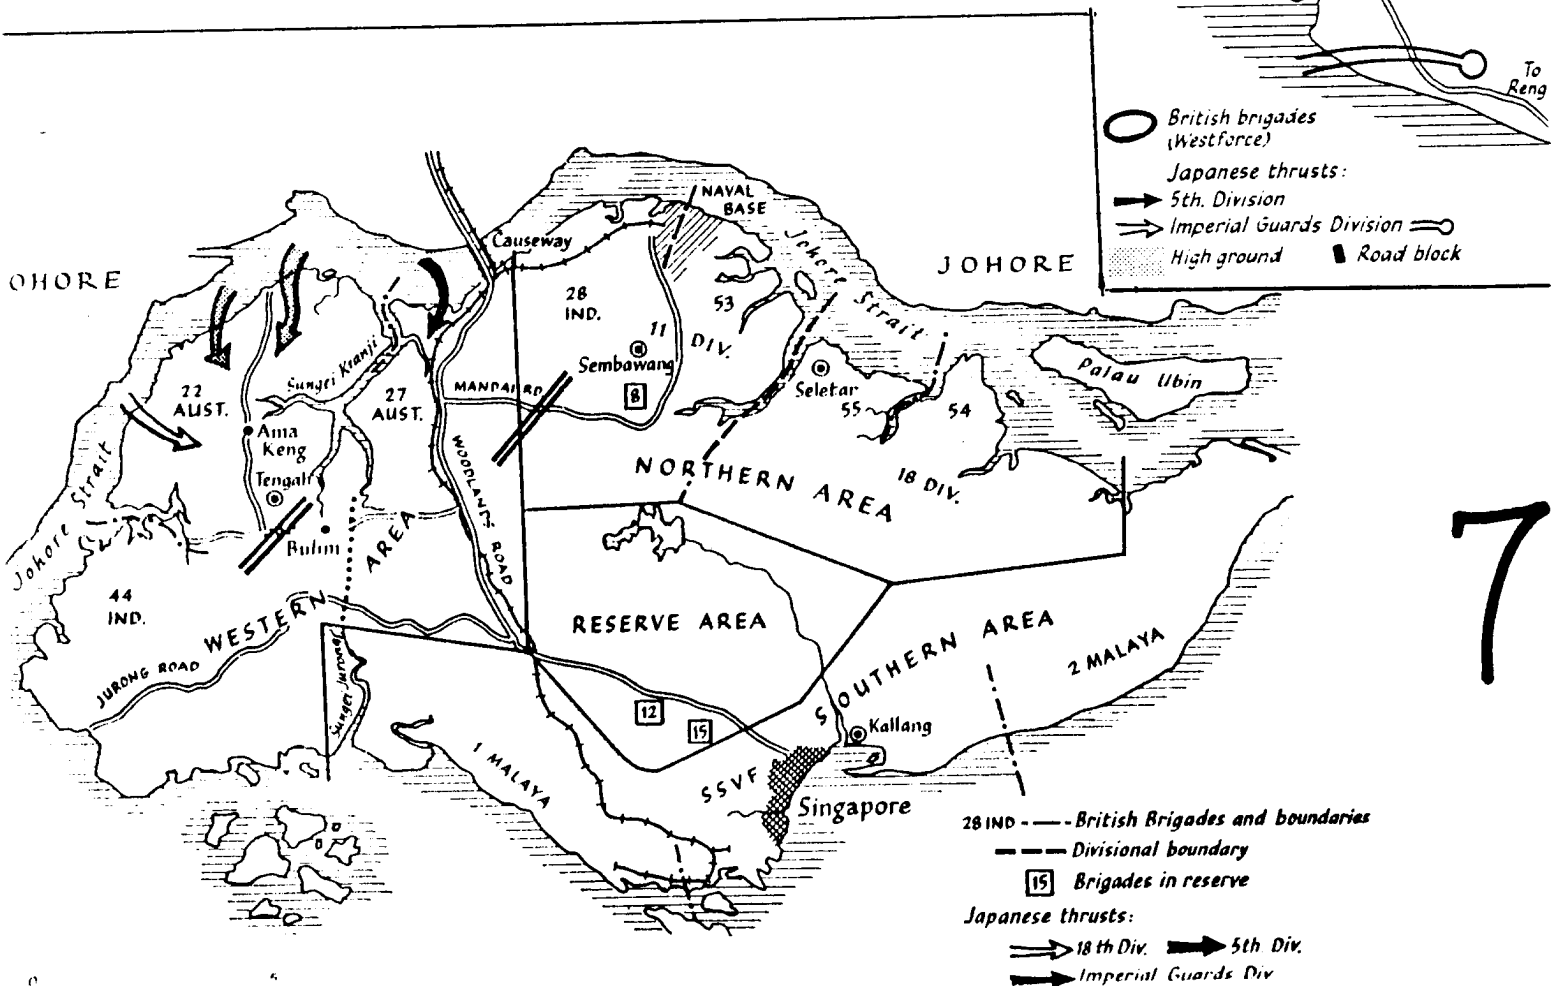 To
Reng
British brigades
(Westforce)
Japanese thrusts:
5th. Division
Imperial Guards Division
High ground
Road block
NAVAL
BASE
Causeway
Johore Strait
OHORE
JOHORE
28
IND.
53
11
DIV.
Sembawang
8
Sungei Kranji
22
AUST.
27
AUST.
MANDAI RD
Seletar
55
54
Palau Ubin
Ama
Keng
Tengah
Johore Strait
WOODLANDS ROAD
NORTHERN AREA
18 DIV.
Bulim
7
44
IND.
WESTERN AREA
JURONG ROAD
Sungei Jurong
RESERVE AREA
SOUTHERN AREA
2 MALAYA
12
15
Kallang
1 MALAYA
SSVF
Singapore
28 IND British Brigades and boundaries
Divisional boundary
15 Brigades in reserve
Japanese thrusts:
18th Div. 5th Div.
Imperial Guards Div